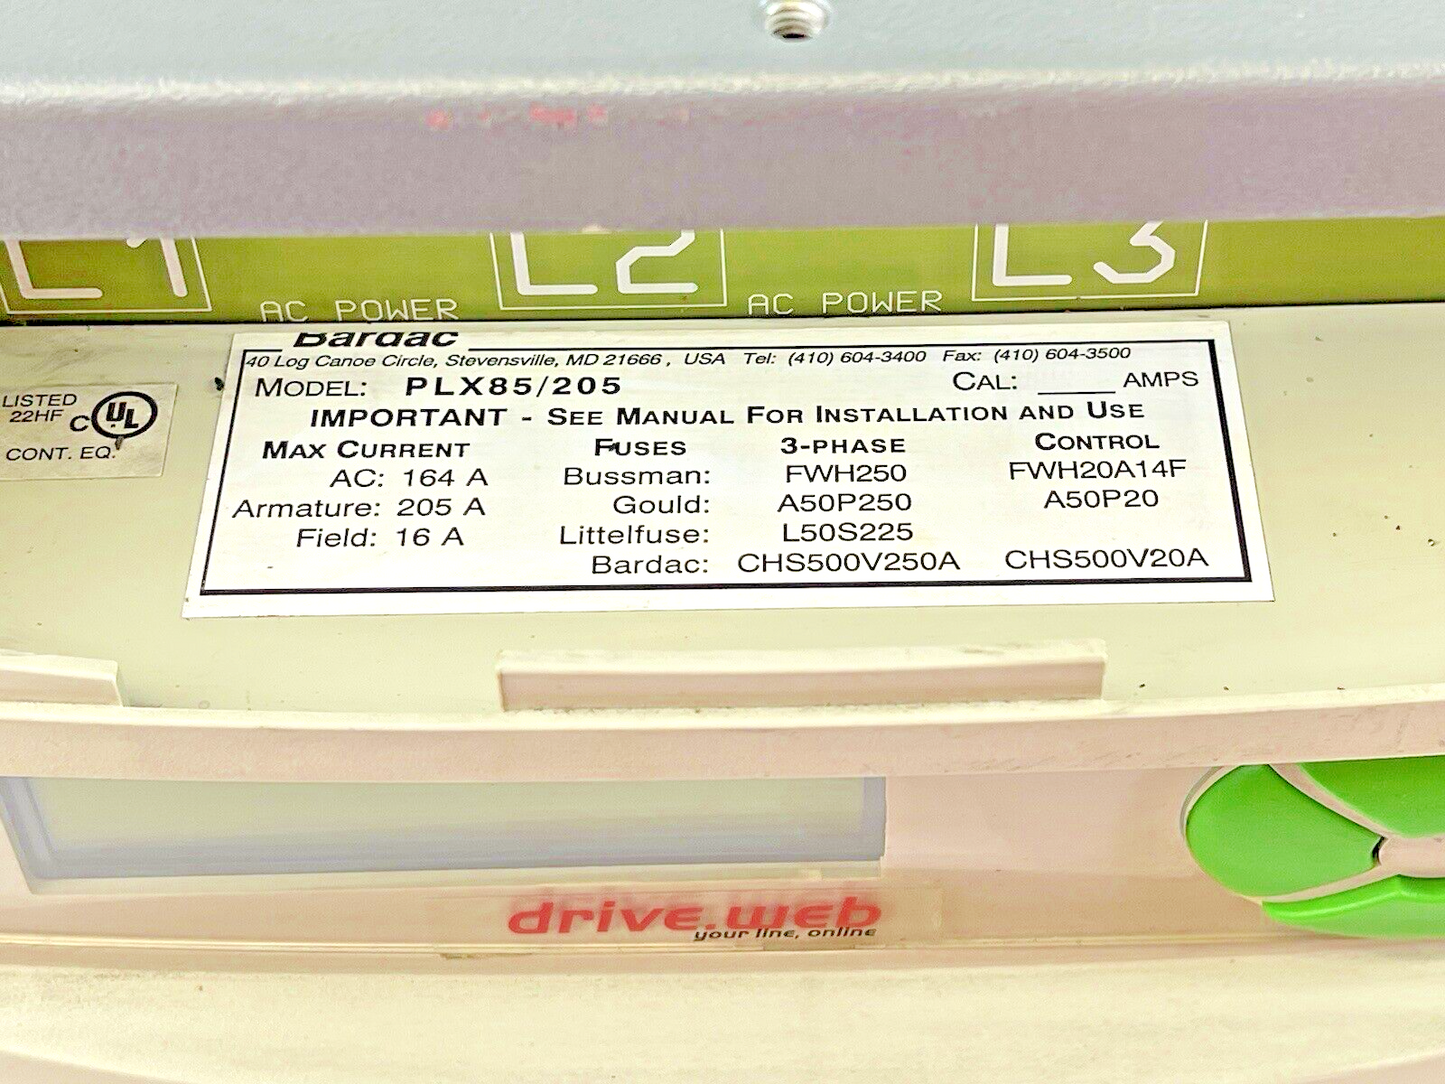 L1 L2 L3
AC POWER AC POWER
Bardac
40 Log Canoe Circle, Stevensville, MD 21666 , USA Tel: (410) 604-3400 Fax: (410) 604-3500
MODEL: PLX85/205 CAL: _____ AMPS
IMPORTANT - SEE MANUAL FOR INSTALLATION AND USE
MAX CURRENT FUSES 3-PHASE CONTROL
AC: 164 A Bussman: FWH250 FWH20A14F
Armature: 205 A Gould: A50P250 A50P20
Field: 16 A Littelfuse: L50S225
Bardac: CHS500V250A CHS500V20A
LISTED
22HF C UL
CONT. EQ.
drive.web
your line, online